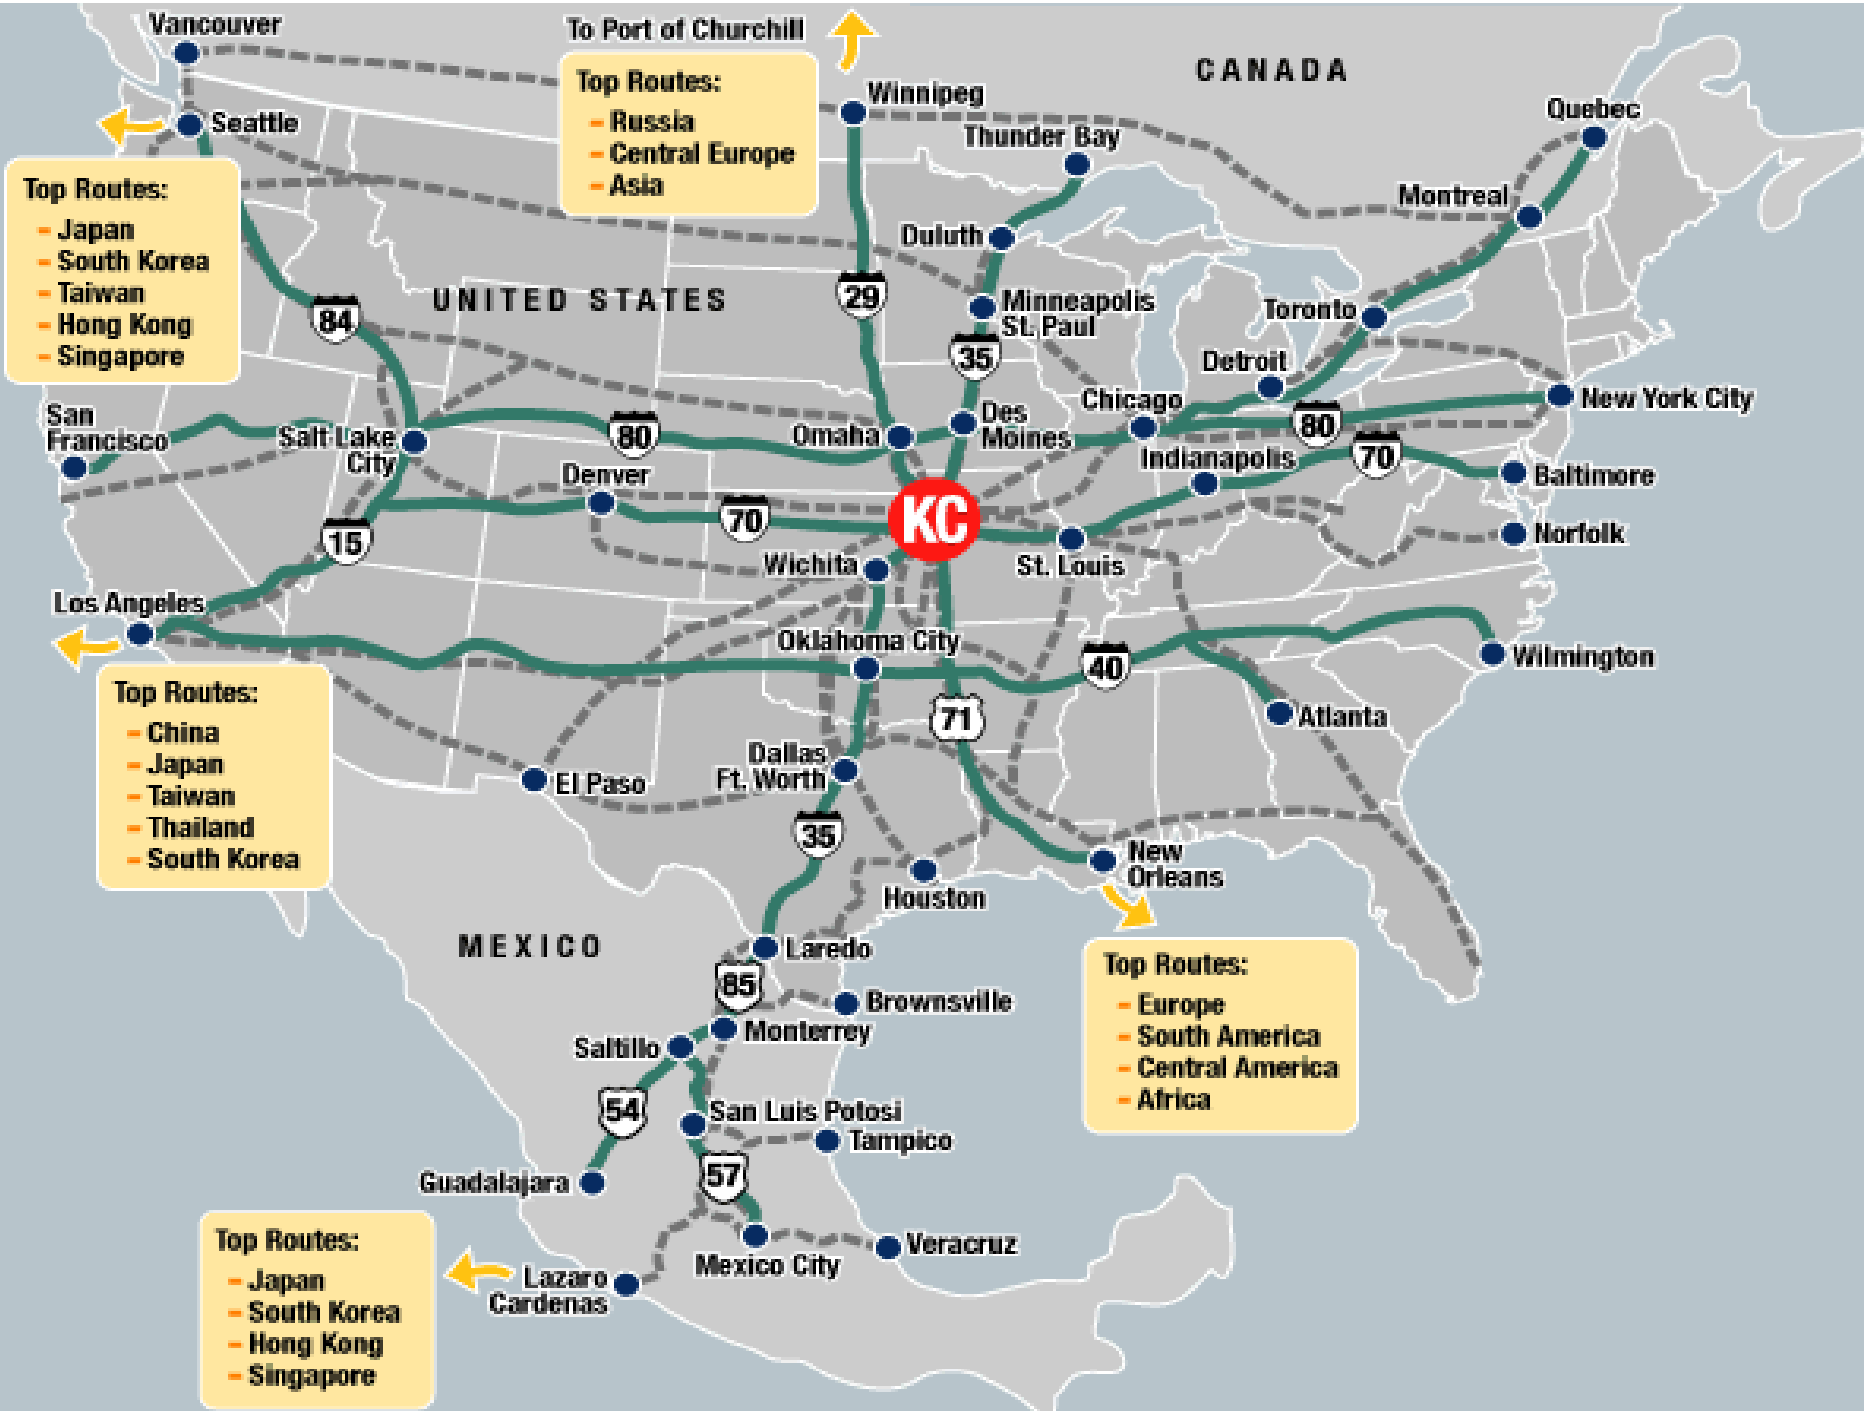 Vancouver
To Port of Churchill
Top Routes:
- Russia
- Central Europe
- Asia
CANADA
Winnipeg
Thunder Bay
Quebec
Seattle
Montreal
Top Routes:
- Japan
- South Korea
- Taiwan
- Hong Kong
- Singapore
Duluth
UNITED STATES
29
84
Minneapolis
St. Paul
Toronto
35
Detroit
San
Francisco
Salt Lake
City
80
Omaha
Des
Moines
Chicago
80
New York City
Denver
Indianapolis
70
Baltimore
70
KC
15
Wichita
St. Louis
Norfolk
Los Angeles
Oklahoma City
40
Wilmington
Top Routes:
- China
- Japan
- Taiwan
- Thailand
- South Korea
71
Atlanta
El Paso
Dallas
Ft. Worth
35
Houston
New
Orleans
MEXICO
Laredo
85
Brownsville
Top Routes:
- Europe
- South America
- Central America
- Africa
Saltillo
Monterrey
54
San Luis Potosi
Tampico
Guadalajara
57
Top Routes:
- Japan
- South Korea
- Hong Kong
- Singapore
Lazaro
Cardenas
Mexico City
Veracruz